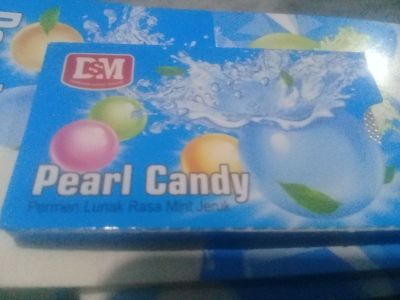 D&M
Pearl Candy
Permen Lunak Rasa Mint Jeruk